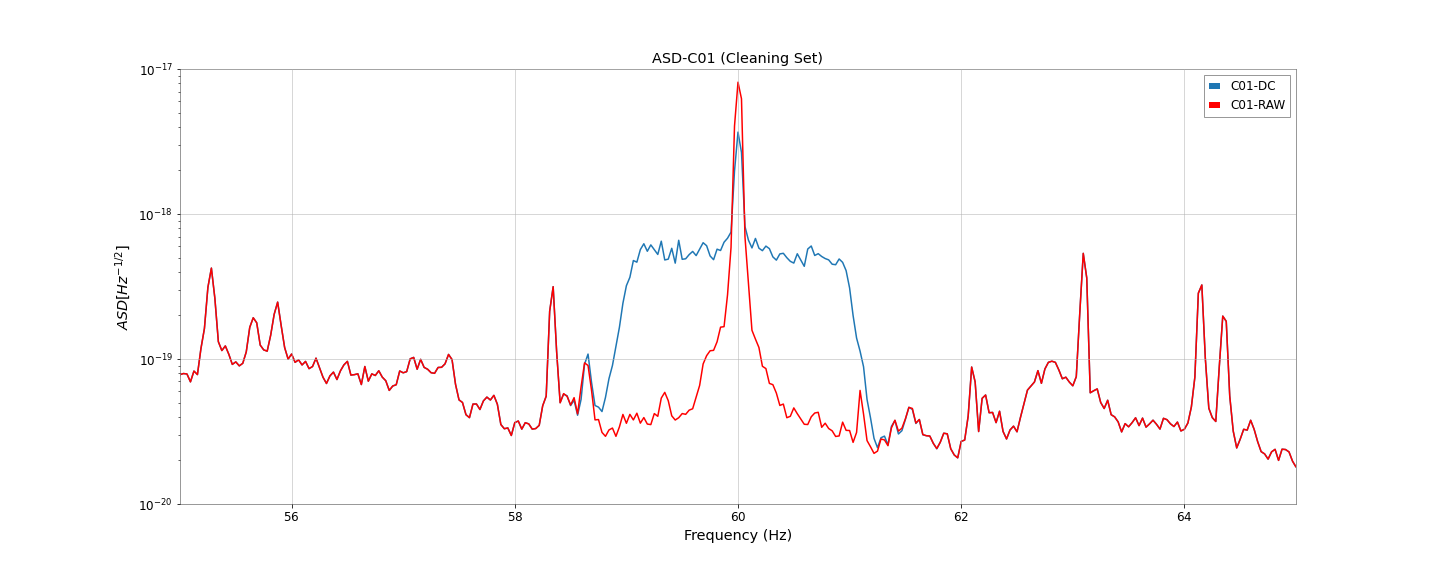 ASD-C01 (Cleaning Set)
10⁻¹⁷
C01-DC
C01-RAW
10⁻¹⁸
ASD[Hz⁻¹/²]
10⁻¹⁹
10⁻²⁰
56 58 60 62 64
Frequency (Hz)